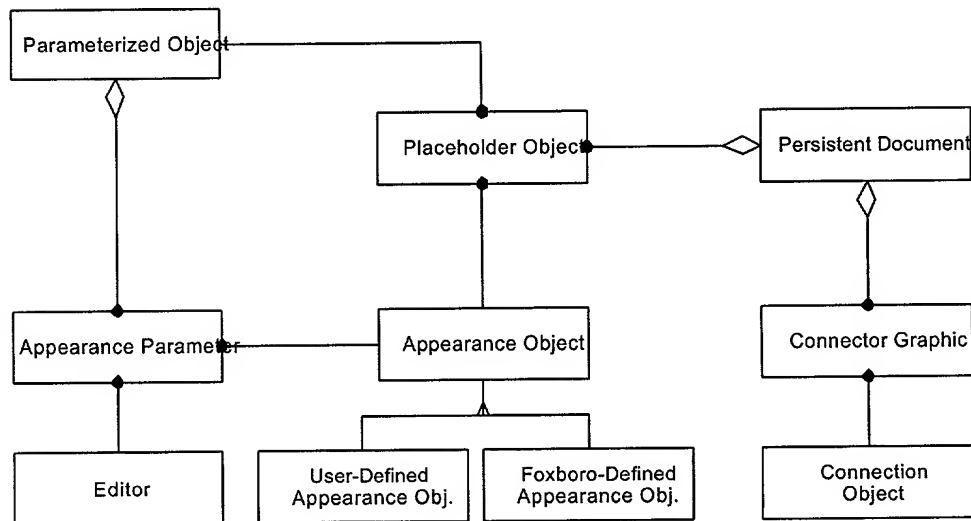 Parameterized Object
Placeholder Object
Persistent Document
Appearance Parameter
Appearance Object
Connector Graphic
Editor
User-Defined
Appearance Obj.
Foxboro-Defined
Appearance Obj.
Connection
Object